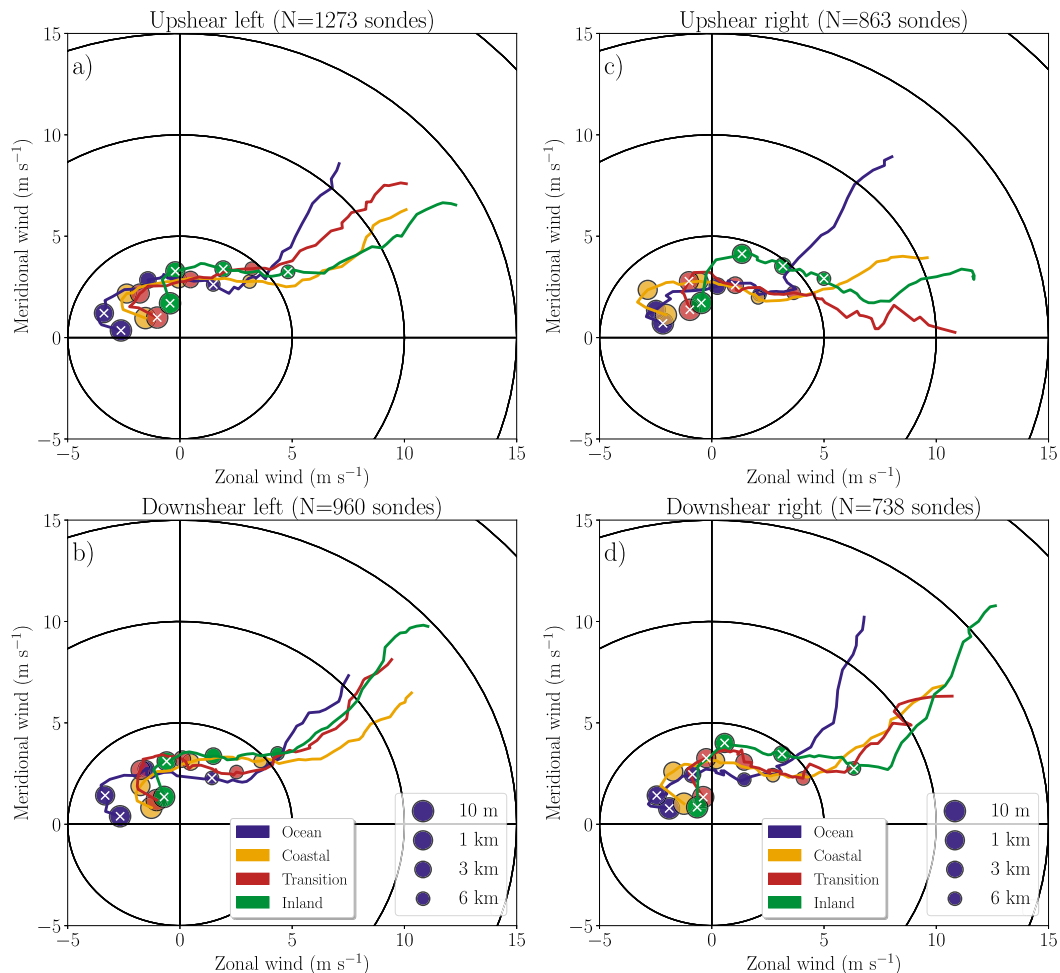 Upshear left (N=1273 sondes)
a)
15
10
5
0
−5
Meridional wind (m s⁻¹)
−5 0 5 10 15
Zonal wind (m s⁻¹)
Upshear right (N=863 sondes)
c)
15
10
5
0
−5
Meridional wind (m s⁻¹)
−5 0 5 10 15
Zonal wind (m s⁻¹)
Downshear left (N=960 sondes)
b)
15
10
5
0
−5
Meridional wind (m s⁻¹)
Ocean
Coastal
Transition
Inland
10 m
1 km
3 km
6 km
−5 0 5 10 15
Zonal wind (m s⁻¹)
Downshear right (N=738 sondes)
d)
15
10
5
0
−5
Meridional wind (m s⁻¹)
Ocean
Coastal
Transition
Inland
10 m
1 km
3 km
6 km
−5 0 5 10 15
Zonal wind (m s⁻¹)